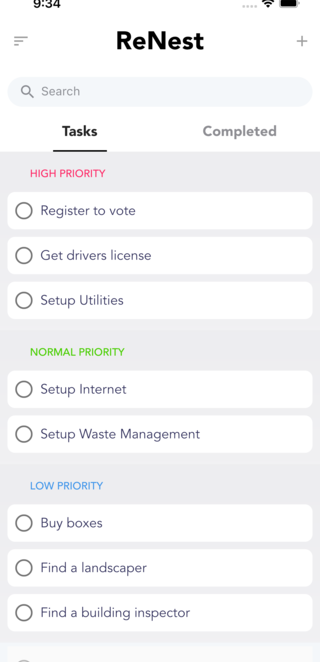 9:34
ReNest
Search
Tasks
Completed
HIGH PRIORITY
Register to vote
Get drivers license
Setup Utilities
NORMAL PRIORITY
Setup Internet
Setup Waste Management
LOW PRIORITY
Buy boxes
Find a landscaper
Find a building inspector